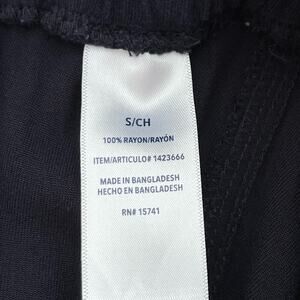 S/CH
100% RAYON/RAYÓN
ITEM/ARTICULO# 1423666
MADE IN BANGLADESH
HECHO EN BANGLADESH
RN# 15741